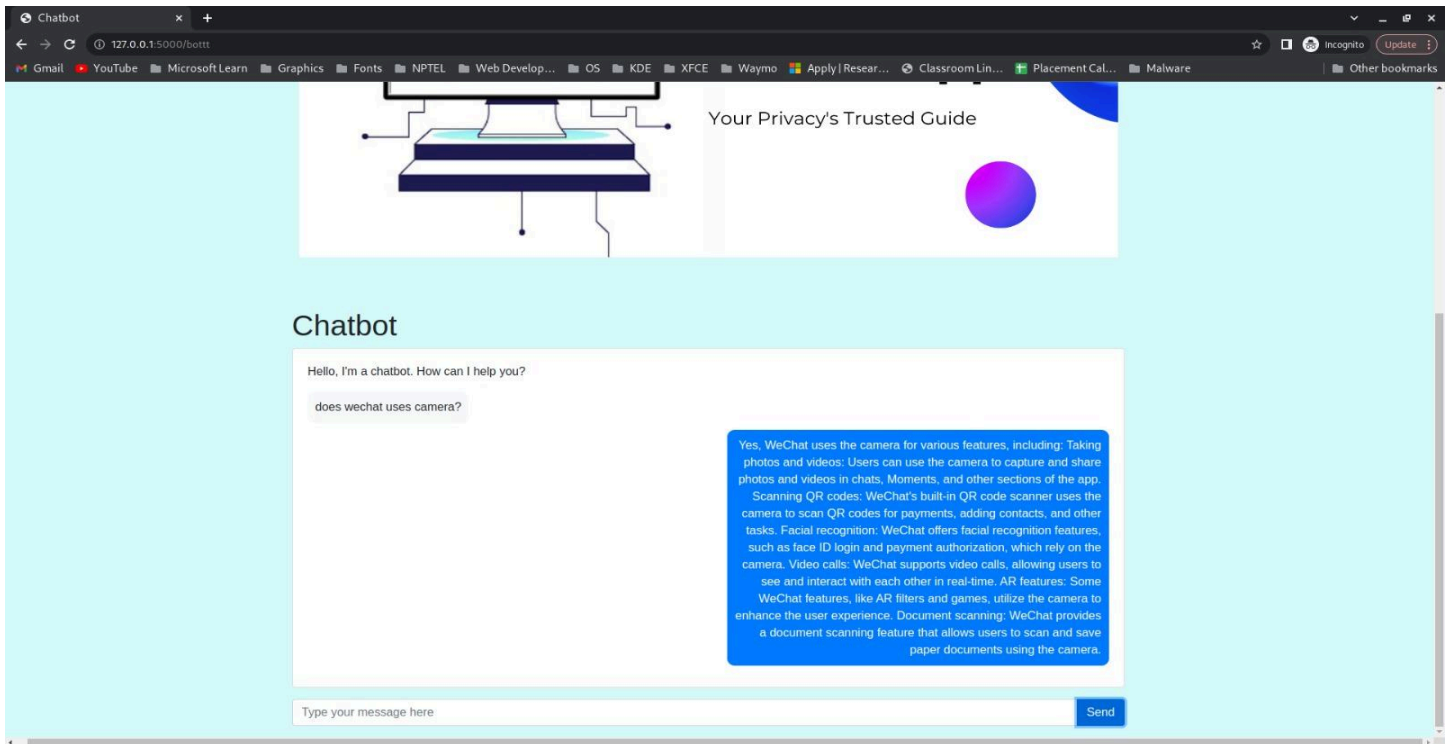 Chatbot
127.0.0.1:5000/bottt
Incognito
Update
Gmail YouTube MicrosoftLearn Graphics Fonts NPTEL Web Develop... OS KDE XFCE Waymo Apply | Resear... Classroom Lin... Placement Cal... Malware Other bookmarks
Your Privacy's Trusted Guide
Chatbot
Hello, I'm a chatbot. How can I help you?
does wechat uses camera?
Yes, WeChat uses the camera for various features, including: Taking
photos and videos: Users can use the camera to capture and share
photos and videos in chats, Moments, and other sections of the app.
Scanning QR codes: WeChat's built-in QR code scanner uses the
camera to scan QR codes for payments, adding contacts, and other
tasks. Facial recognition: WeChat offers facial recognition features,
such as face ID login and payment authorization, which rely on the
camera. Video calls: WeChat supports video calls, allowing users to
see and interact with each other in real-time. AR features: Some
WeChat features, like AR filters and games, utilize the camera to
enhance the user experience. Document scanning: WeChat provides
a document scanning feature that allows users to scan and save
paper documents using the camera.
Type your message here
Send